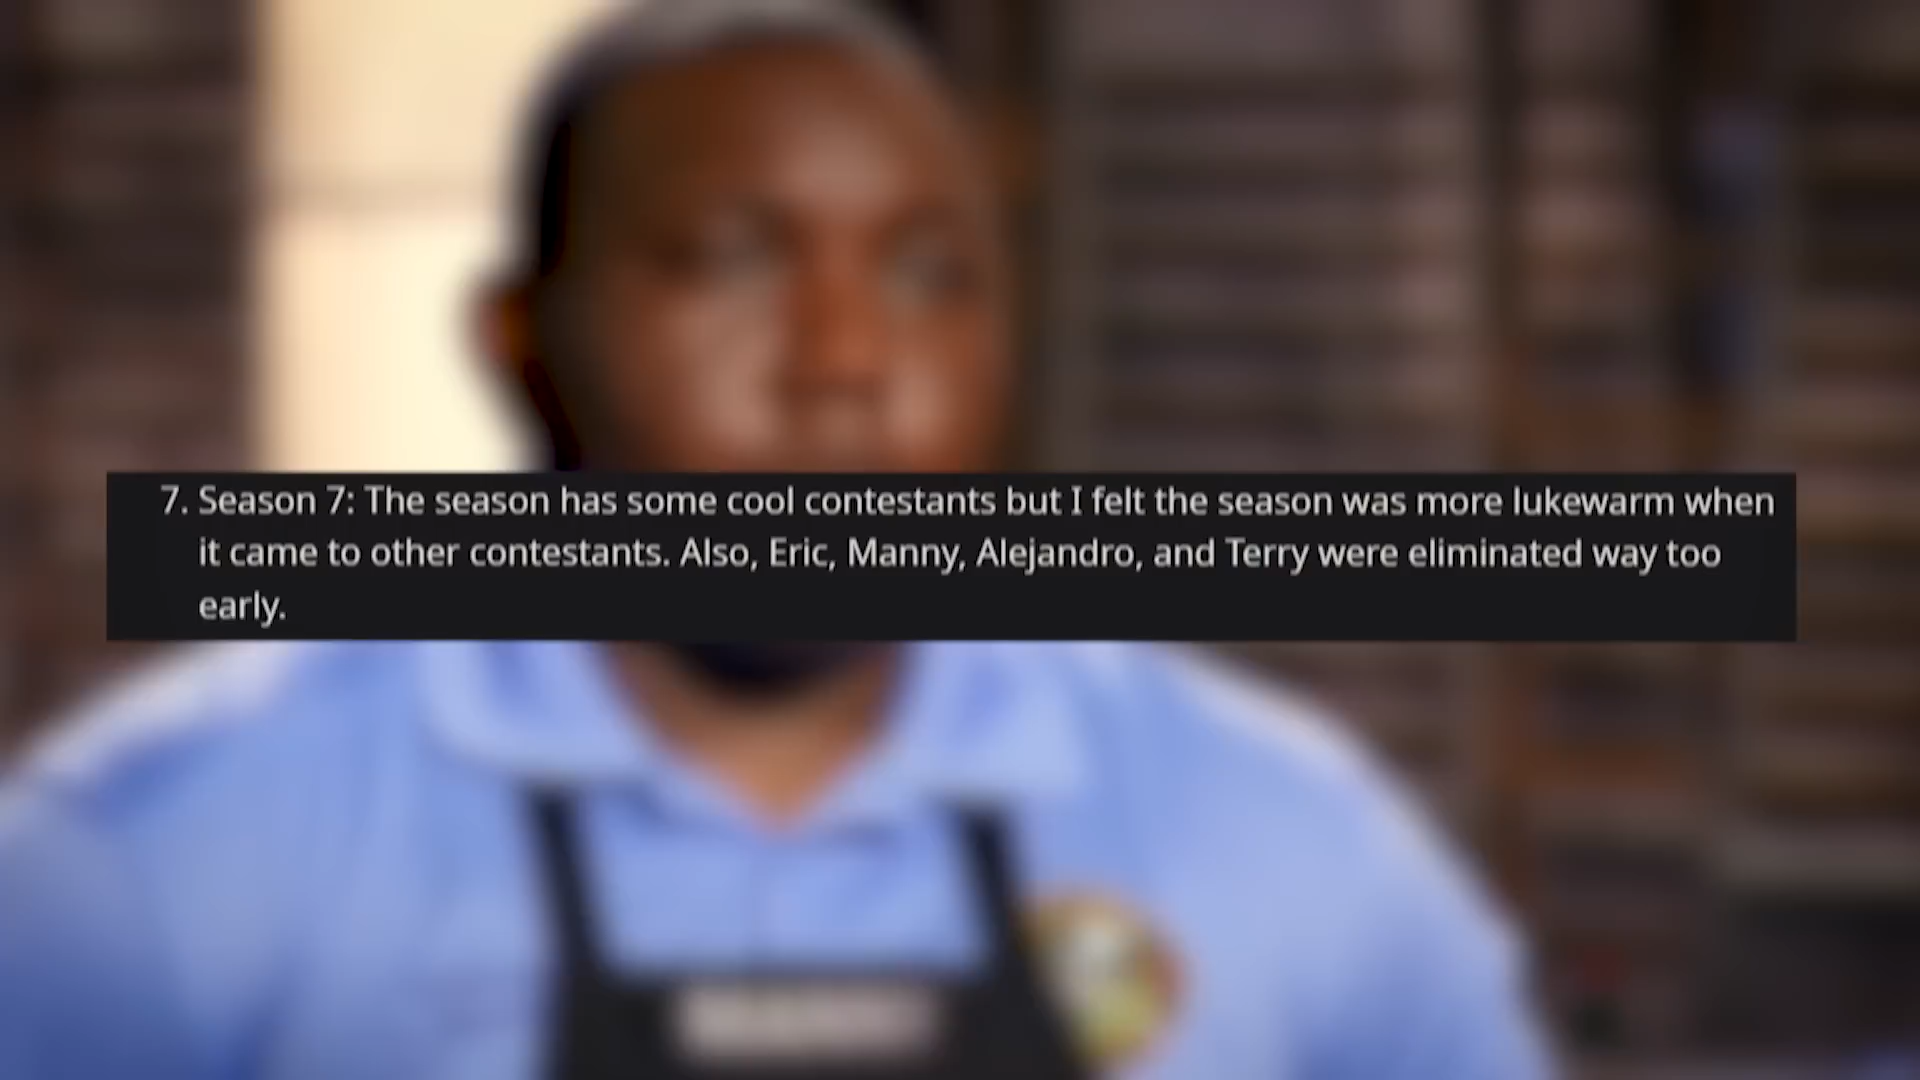 7. Season 7: The season has some cool contestants but I felt the season was more lukewarm when
it came to other contestants. Also, Eric, Manny, Alejandro, and Terry were eliminated way too
early.